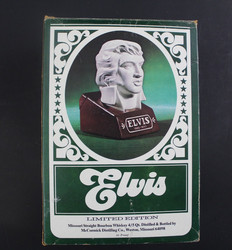 ELVIS
Elvis
LIMITED EDITION
Missouri Straight Bourbon Whiskey 4/5 Qt. Distilled & Bottled by
McCormick Distilling Co., Weston, Missouri 64098